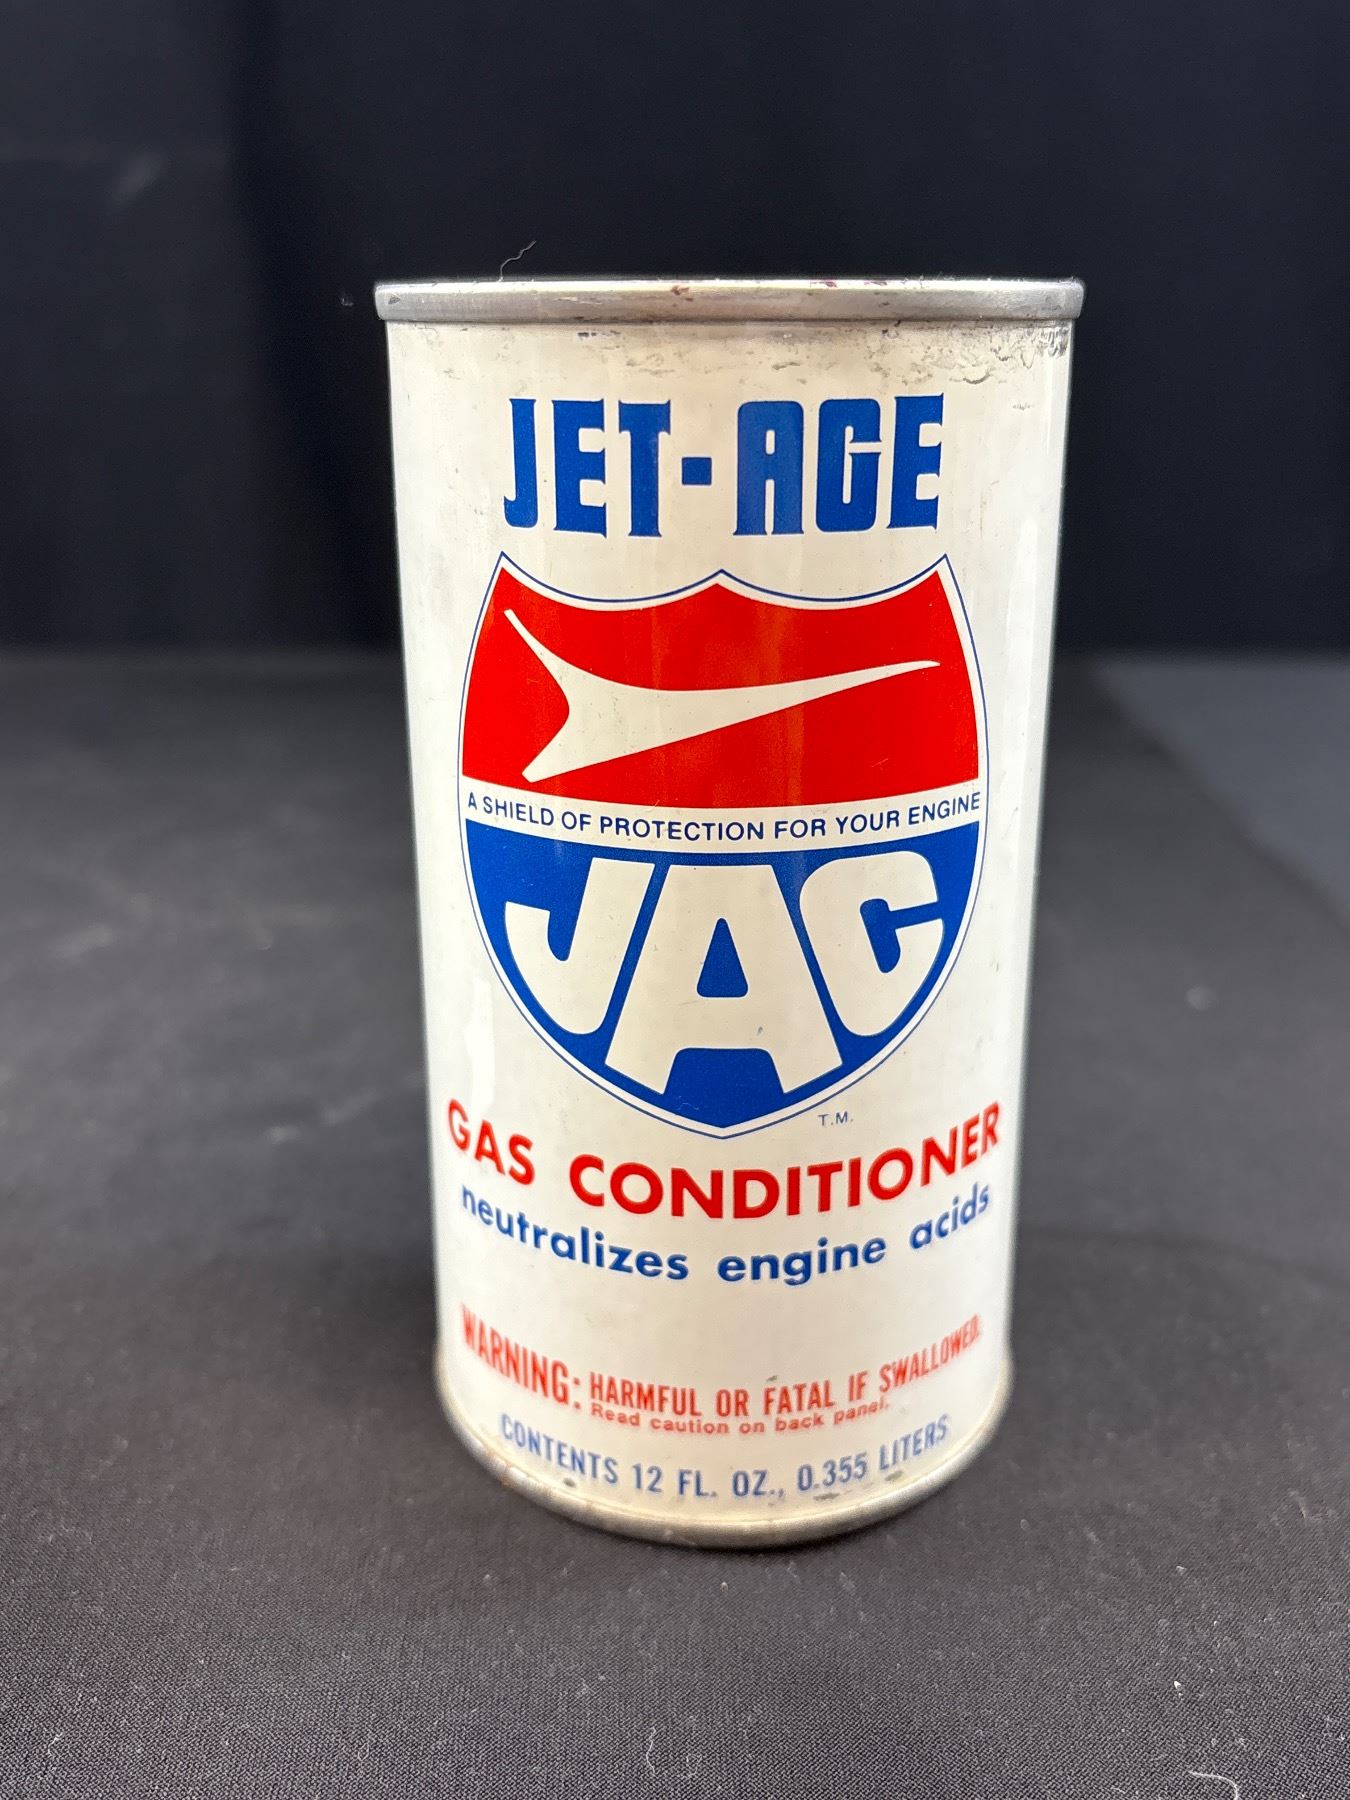 JET-AGE
A SHIELD OF PROTECTION FOR YOUR ENGINE
JAC
T.M.
GAS CONDITIONER
neutralizes engine acids
WARNING: HARMFUL OR FATAL IF SWALLOWED.
Read caution on back panel.
CONTENTS 12 FL. OZ., 0.355 LITERS